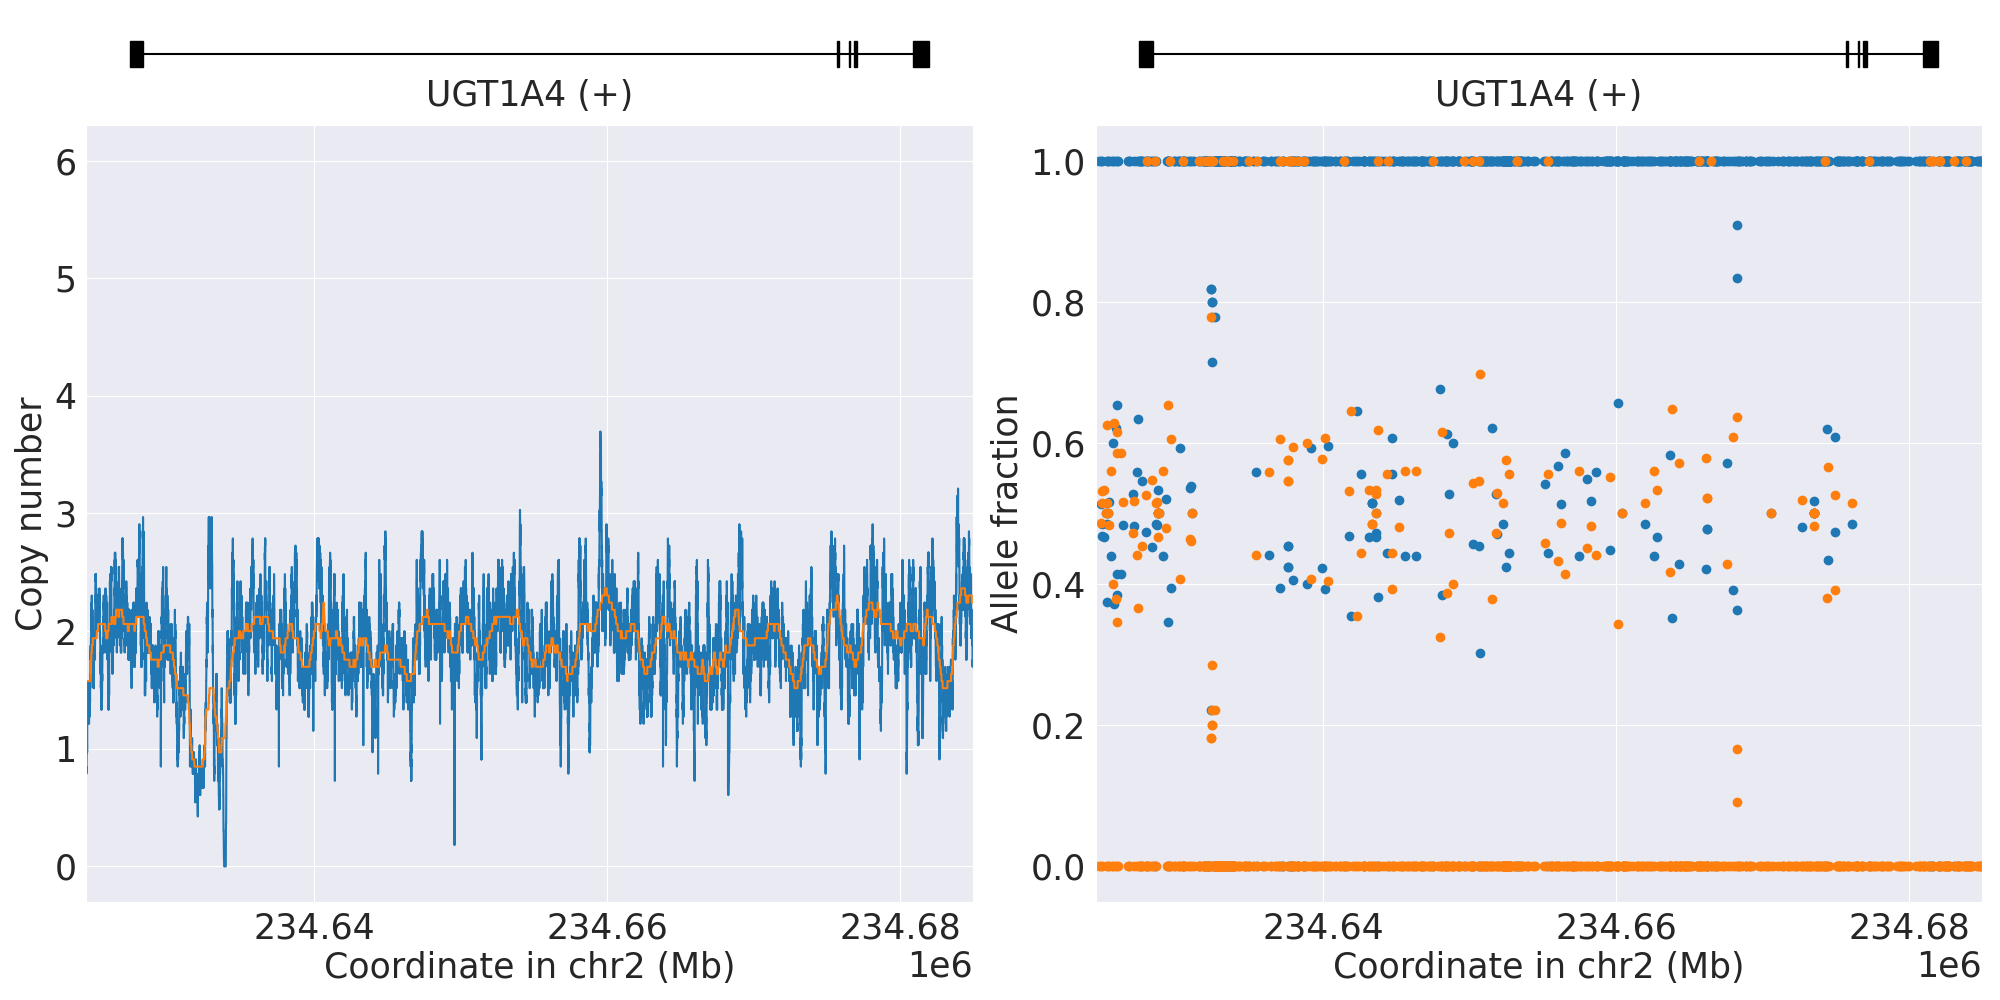 UGT1A4 (+)
6
5
4
3
2
1
0
Copy number
234.64
234.66
234.68
1e6
Coordinate in chr2 (Mb)
UGT1A4 (+)
1.0
0.8
0.6
0.4
0.2
0.0
Allele fraction
234.64
234.66
234.68
1e6
Coordinate in chr2 (Mb)